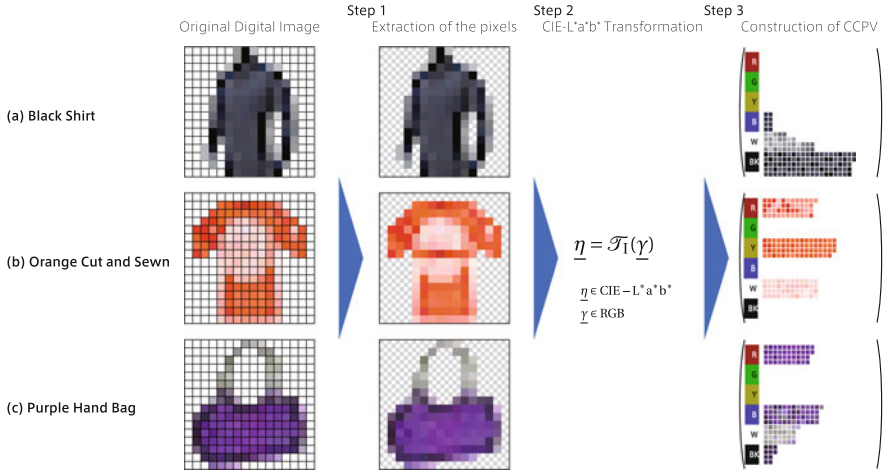 Step 1
Step 2
Step 3
Original Digital Image
Extraction of the pixels
CIE-L*a*b* Transformation
Construction of CCPV
(a) Black Shirt
R
G
Y
B
W
BK
(b) Orange Cut and Sewn
η = 𝒯I(γ)
η ∈ CIE – L*a*b*
γ ∈ RGB
R
G
Y
B
W
BK
(c) Purple Hand Bag
R
G
Y
B
W
BK